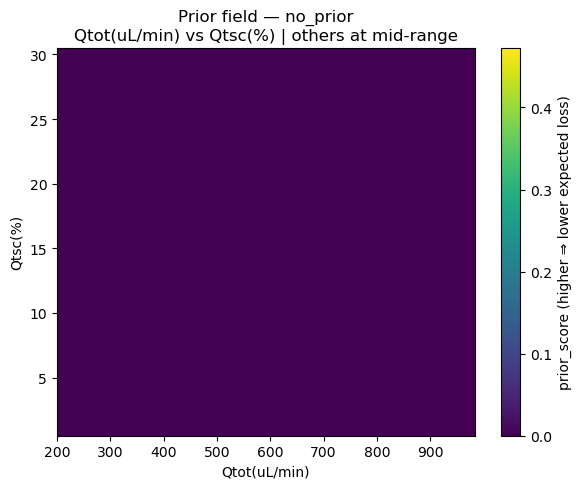 Prior field — no_prior
Qtot(uL/min) vs Qtsc(%) | others at mid-range
30
25
20
15
10
5
Qtsc(%)
200 300 400 500 600 700 800 900
Qtot(uL/min)
0.4
0.3
0.2
0.1
0.0
prior_score (higher ⇒ lower expected loss)